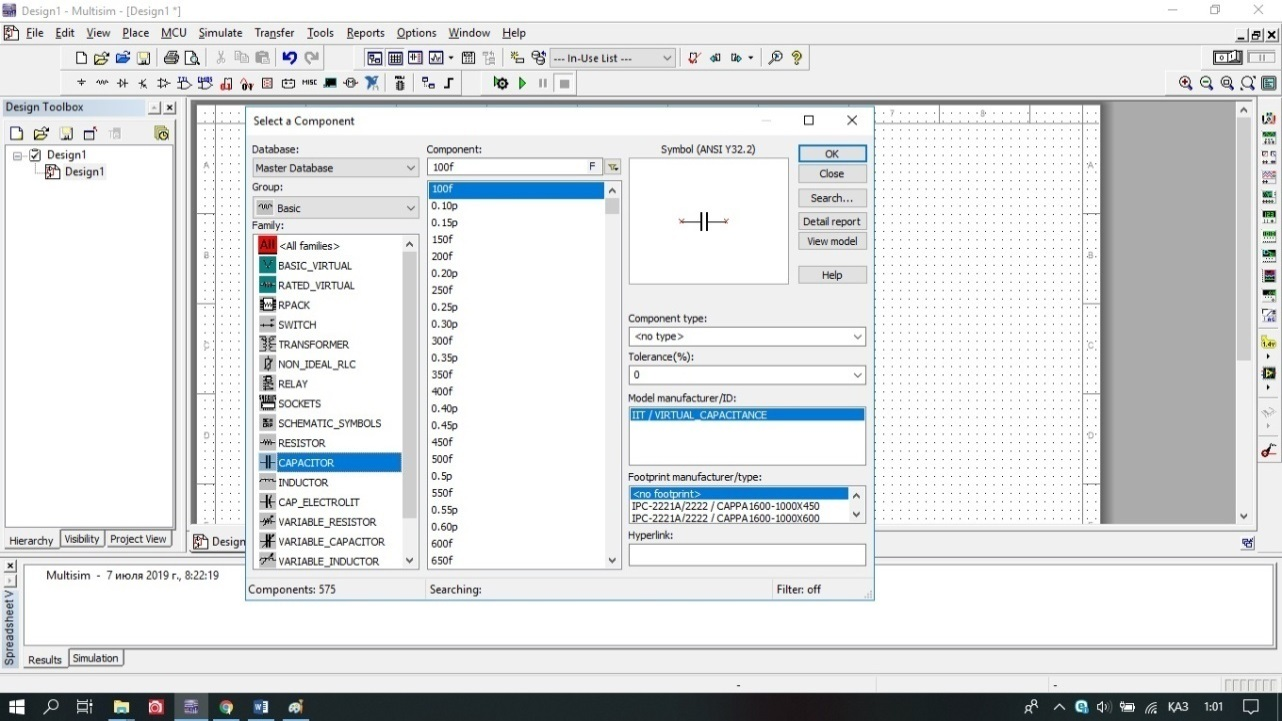 Design1 - Multisim - [Design1 *]
File Edit View Place MCU Simulate Transfer Tools Reports Options Window Help
--- In-Use List ---
MISC
Design Toolbox
Design1
Design1
Hierarchy Visibility Project View
Design
7 8
A A
B B
C C
D D
Select a Component
Database:
Master Database
Group:
Basic
Family:
All <All families>
BASIC_VIRTUAL
RATED_VIRTUAL
RPACK
SWITCH
TRANSFORMER
NON_IDEAL_RLC
RELAY
SOCKETS
SCHEMATIC_SYMBOLS
RESISTOR
CAPACITOR
INDUCTOR
CAP_ELECTROLIT
VARIABLE_RESISTOR
VARIABLE_CAPACITOR
VARIABLE_INDUCTOR
Component:
100f F
100f
0.10p
0.15p
150f
200f
0.20p
250f
0.25p
0.30p
300f
0.35p
350f
400f
0.40p
0.45p
450f
500f
0.5p
550f
0.55p
0.60p
600f
650f
Symbol (ANSI Y32.2)
OK
Close
Search...
Detail report
View model
Help
Component type:
<no type>
Tolerance(%):
0
Model manufacturer/ID:
IIT / VIRTUAL_CAPACITANCE
Footprint manufacturer/type:
<no footprint>
IPC-2221A/2222 / CAPPA1600-1000X450
IPC-2221A/2222 / CAPPA1600-1000X600
Hyperlink:
Components: 575 Searching: Filter: off
Spreadsheet V
Multisim - 7 июля 2019 г., 8:22:19
Results Simulation
- -
ҚАЗ 1:01